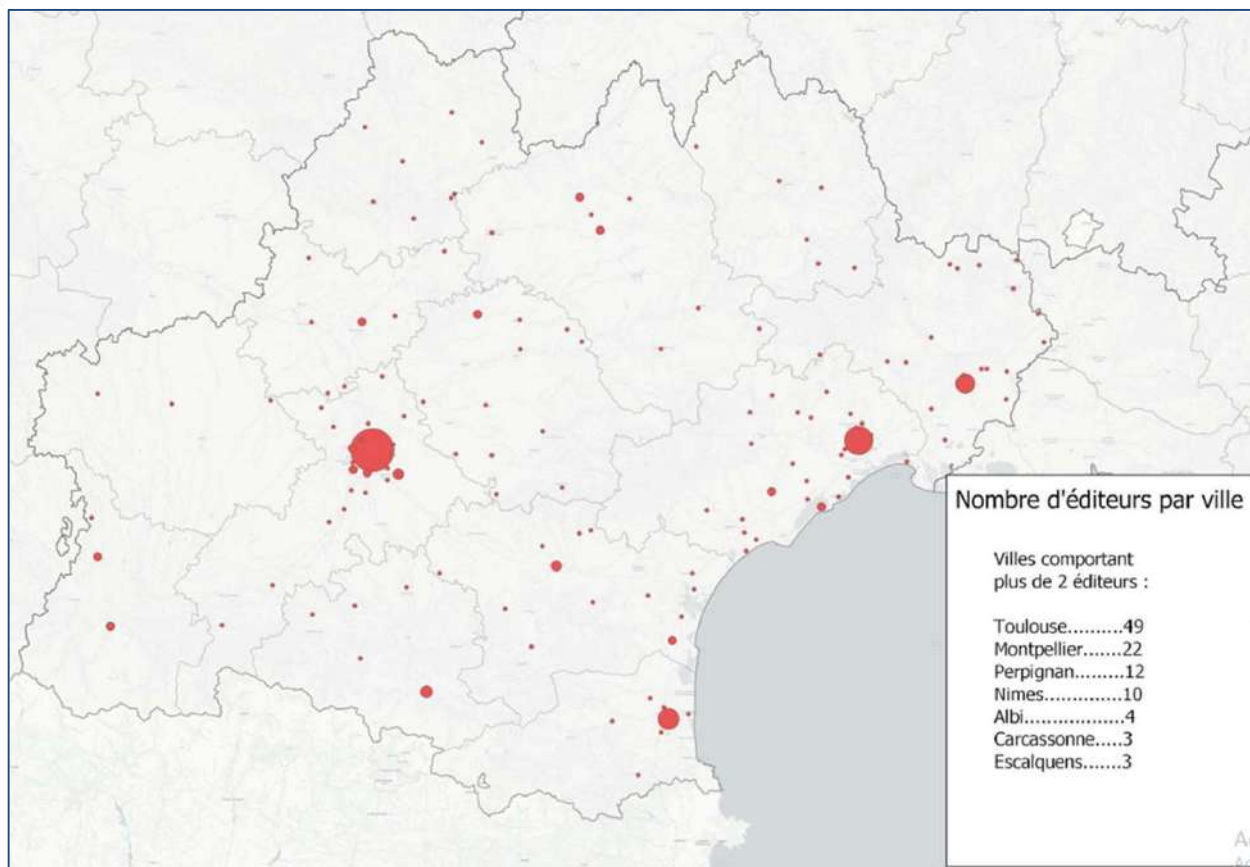 Nombre d'éditeurs par ville
Villes comportant
plus de 2 éditeurs :
Toulouse..........49
Montpellier.......22
Perpignan.........12
Nimes.............10
Albi..................4
Carcassonne.....3
Escalquens.......3